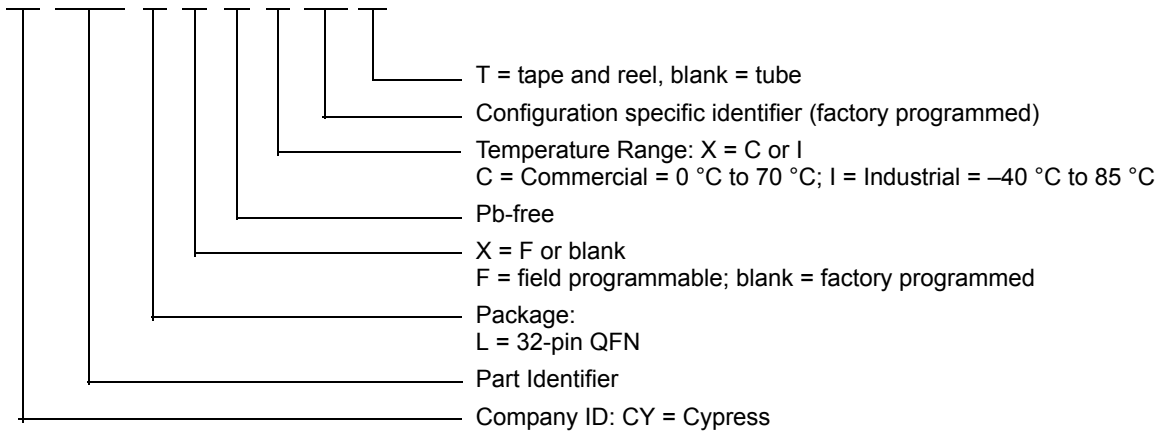 T = tape and reel, blank = tube
Configuration specific identifier (factory programmed)
Temperature Range: X = C or I
C = Commercial = 0 °C to 70 °C; I = Industrial = –40 °C to 85 °C
Pb-free
X = F or blank
F = field programmable; blank = factory programmed
Package:
L = 32-pin QFN
Part Identifier
Company ID: CY = Cypress